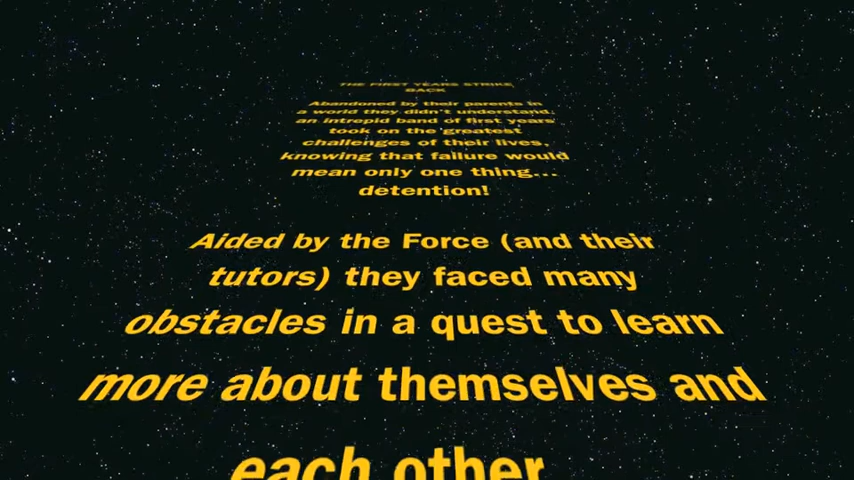 THE FIRST YEARS STRIKE
BACK
Abandoned by their parents in
a world they didn't understand,
an intrepid band of first years
took on the greatest
challenges of their lives,
knowing that failure would
mean only one thing...
detention!
Aided by the Force (and their
tutors) they faced many
obstacles in a quest to learn
more about themselves and
each other